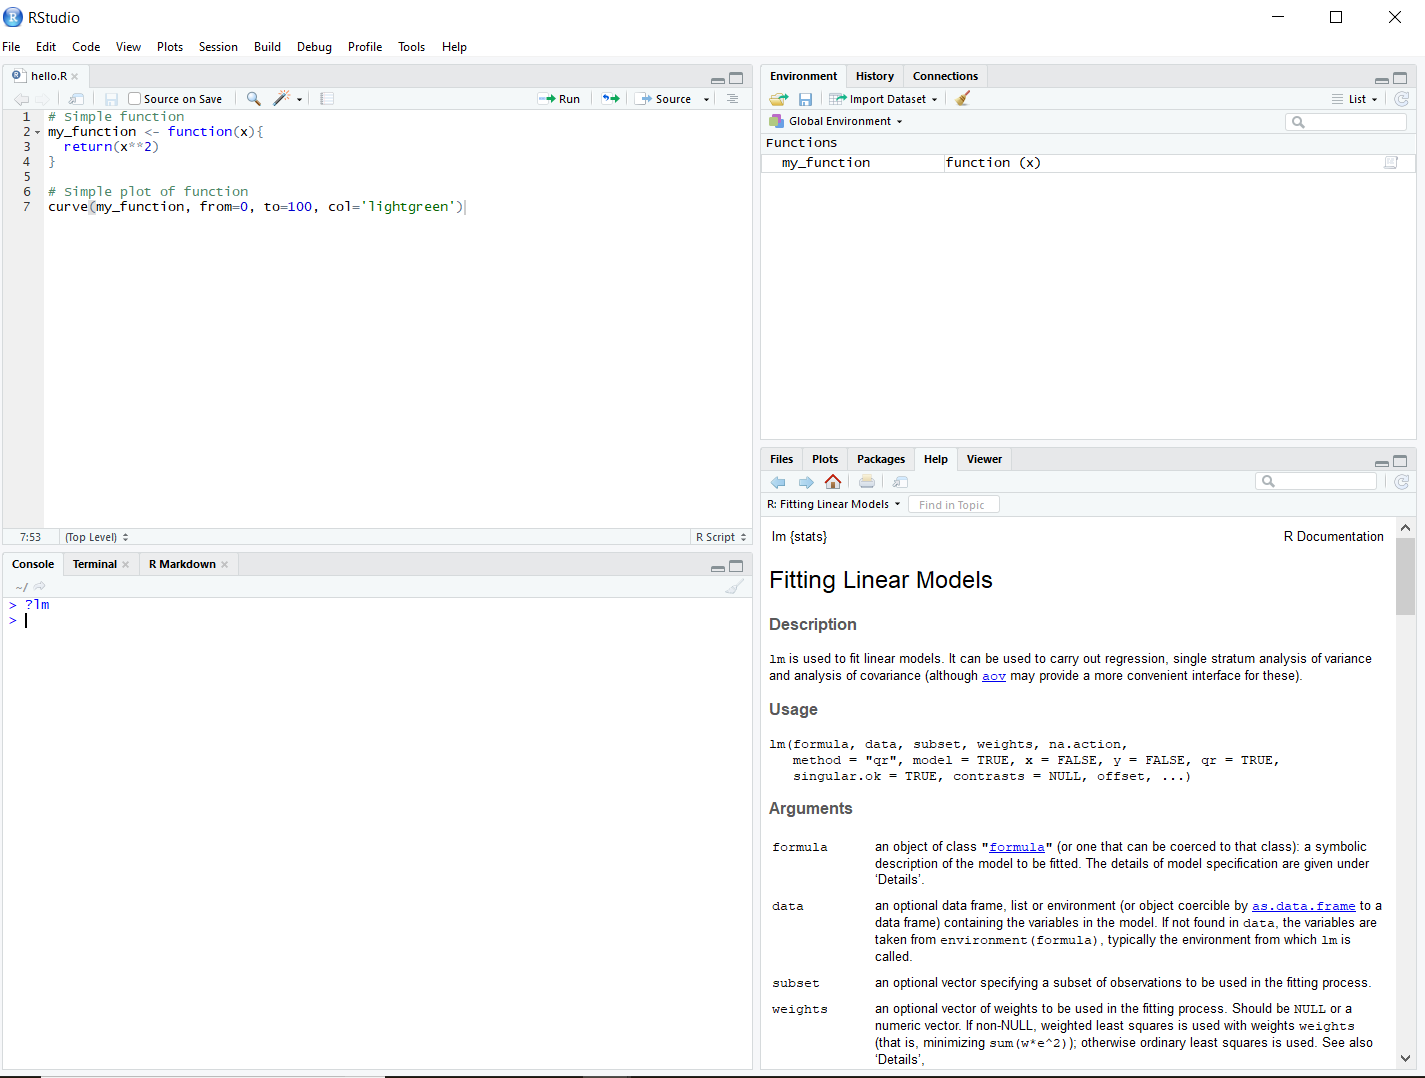 RStudio
File Edit Code View Plots Session Build Debug Profile Tools Help
hello.R
Source on Save Run Source
1 # Simple function
2 my_function <- function(x){
3 return(x**2)
4 }
5
6 # Simple plot of function
7 curve(my_function, from=0, to=100, col='lightgreen')
7:53 (Top Level) R Script
Console Terminal R Markdown
~/
> ?lm
>
Environment History Connections
Import Dataset List
Global Environment
Functions
my_function function (x)
Files Plots Packages Help Viewer
R: Fitting Linear Models Find in Topic
lm {stats} R Documentation
Fitting Linear Models
Description
lm is used to fit linear models. It can be used to carry out regression, single stratum analysis of variance
and analysis of covariance (although aov may provide a more convenient interface for these).
Usage
lm(formula, data, subset, weights, na.action,
method = "qr", model = TRUE, x = FALSE, y = FALSE, qr = TRUE,
singular.ok = TRUE, contrasts = NULL, offset, ...)
Arguments
formula an object of class "formula" (or one that can be coerced to that class): a symbolic
description of the model to be fitted. The details of model specification are given under
‘Details’.
data an optional data frame, list or environment (or object coercible by as.data.frame to a
data frame) containing the variables in the model. If not found in data, the variables are
taken from environment(formula), typically the environment from which lm is
called.
subset an optional vector specifying a subset of observations to be used in the fitting process.
weights an optional vector of weights to be used in the fitting process. Should be NULL or a
numeric vector. If non-NULL, weighted least squares is used with weights weights
(that is, minimizing sum(w*e^2)); otherwise ordinary least squares is used. See also
‘Details’,